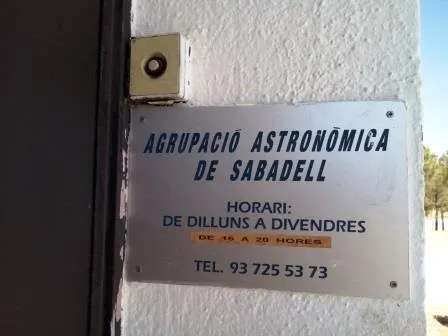 AGRUPACIÓ ASTRONÒMICA
DE SABADELL
HORARI:
DE DILLUNS A DIVENDRES
DE 16 A 20 HORES
TEL. 93 725 53 73